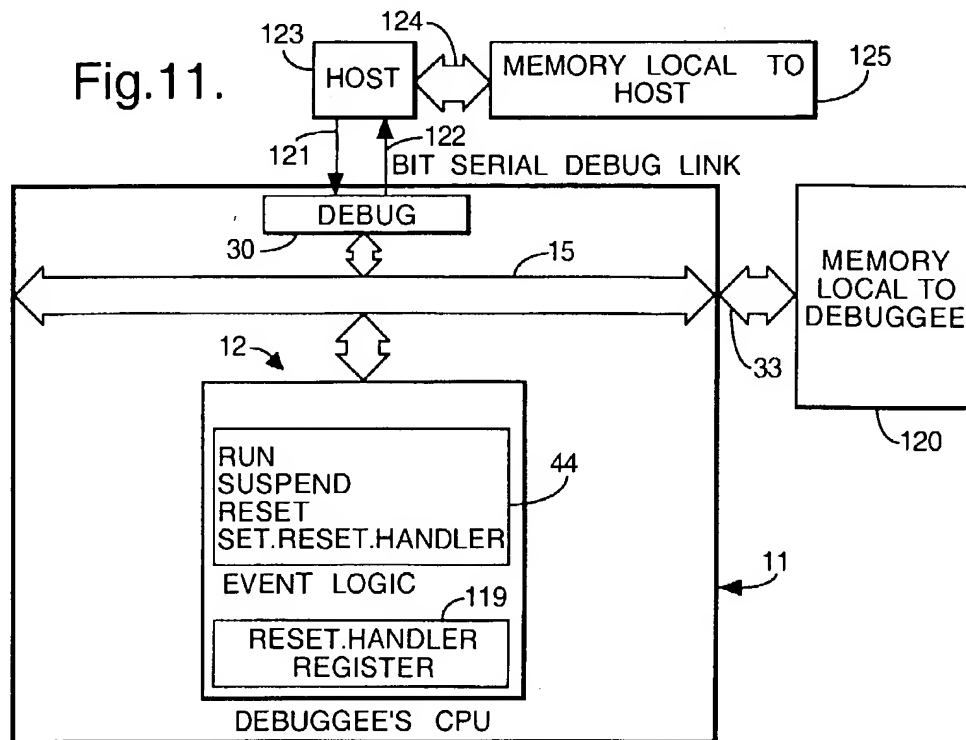 Fig.11.
123
HOST
124
MEMORY LOCAL TO
HOST
125
121
122
BIT SERIAL DEBUG LINK
DEBUG
30
15
MEMORY
LOCAL TO
DEBUGGEE
33
120
12
RUN
SUSPEND
RESET
SET.RESET.HANDLER
44
EVENT LOGIC
119
RESET.HANDLER
REGISTER
11
DEBUGGEE'S CPU